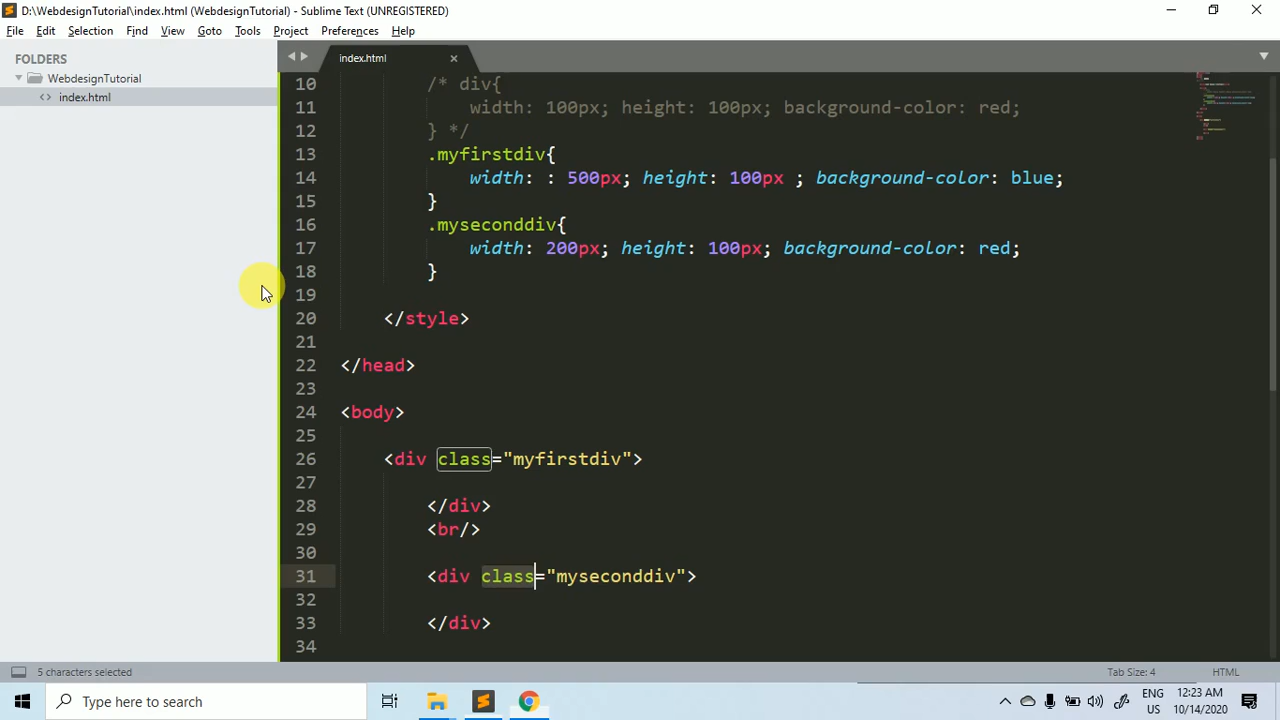 D:\WebdesignTutorial\index.html (WebdesignTutorial) - Sublime Text (UNREGISTERED)
File Edit Selection Find View Goto Tools Project Preferences Help
FOLDERS
WebdesignTutorial
<> index.html
index.html
10 /* div{
11 width: 100px; height: 100px; background-color: red;
12 } */
13 .myfirstdiv{
14 width: : 500px; height: 100px ; background-color: blue;
15 }
16 .myseconddiv{
17 width: 200px; height: 100px; background-color: red;
18 }
19
20 </style>
21
22 </head>
23
24 <body>
25
26 <div class="myfirstdiv">
27
28 </div>
29 <br/>
30
31 <div class="myseconddiv">
32
33 </div>
34
5 characters selected
Tab Size: 4 HTML
Type here to search
ENG
12:23 AM
10/14/2020